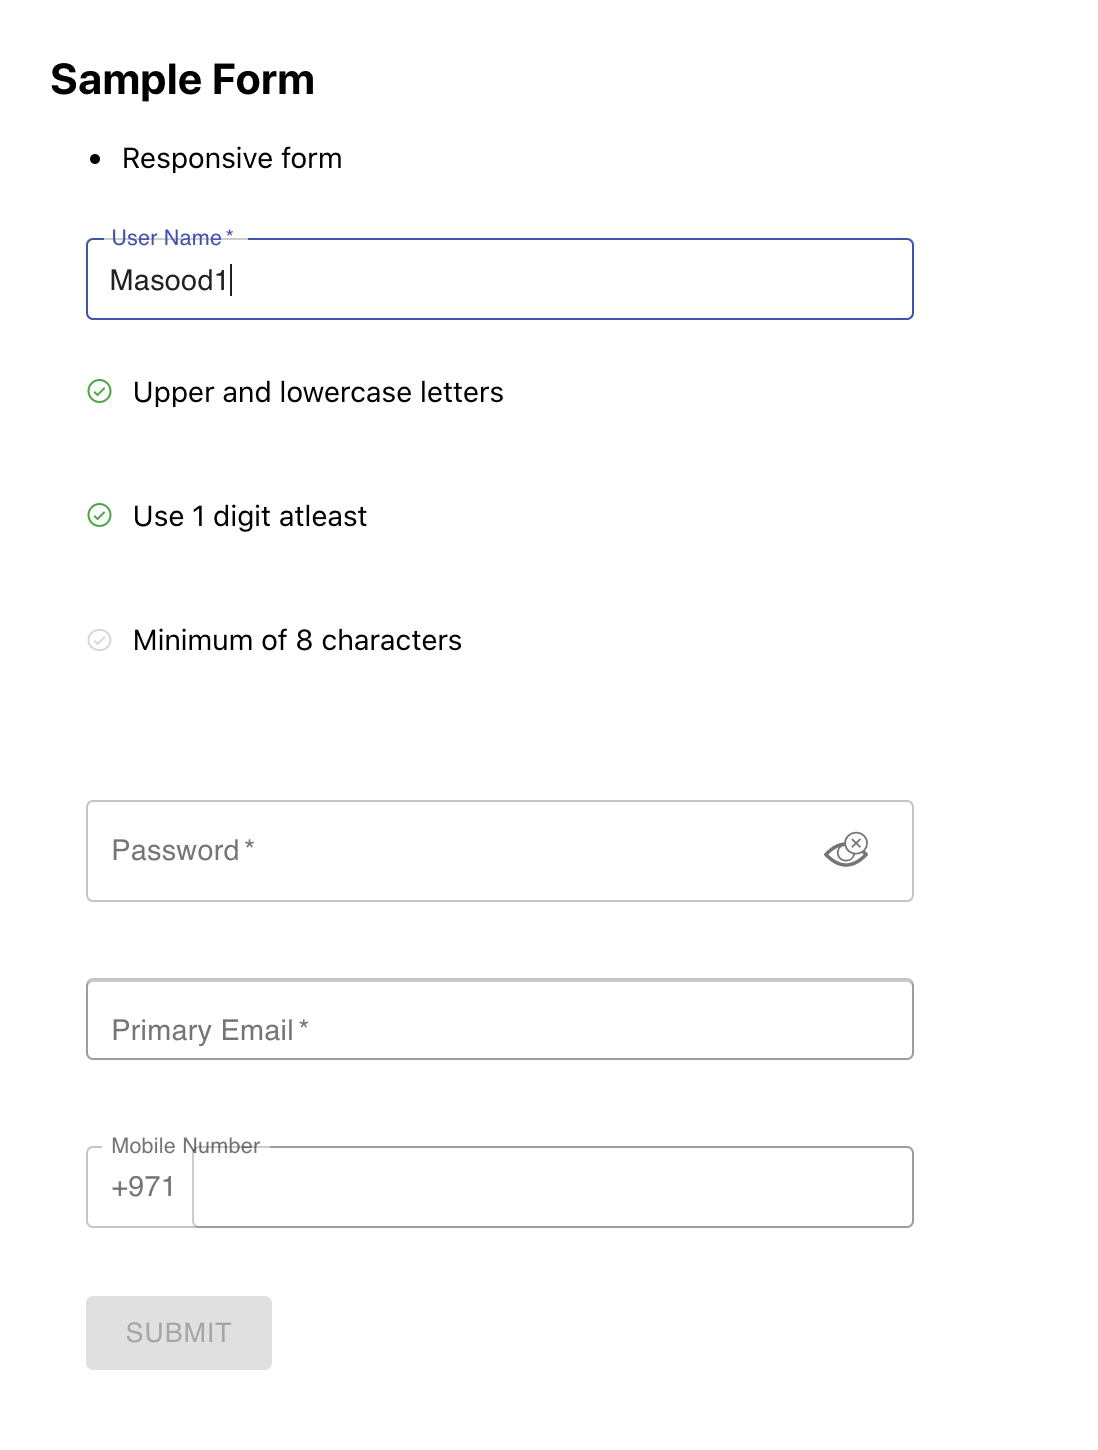 Sample Form
Responsive form
User Name *
Masood1
Upper and lowercase letters
Use 1 digit atleast
Minimum of 8 characters
Password *
Primary Email *
Mobile Number
+971
SUBMIT